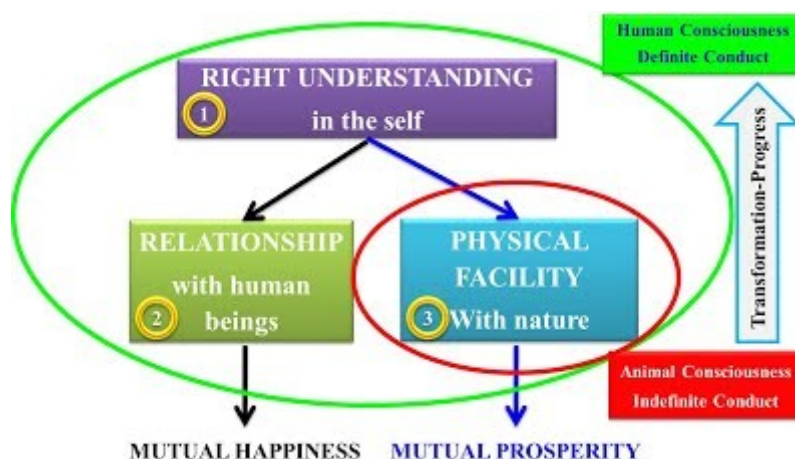 Human Consciousness
Definite Conduct
RIGHT UNDERSTANDING
in the self
1
Transformation-Progress
RELATIONSHIP
with human
beings
2
PHYSICAL
FACILITY
With nature
3
Animal Consciousness
Indefinite Conduct
MUTUAL HAPPINESS
MUTUAL PROSPERITY